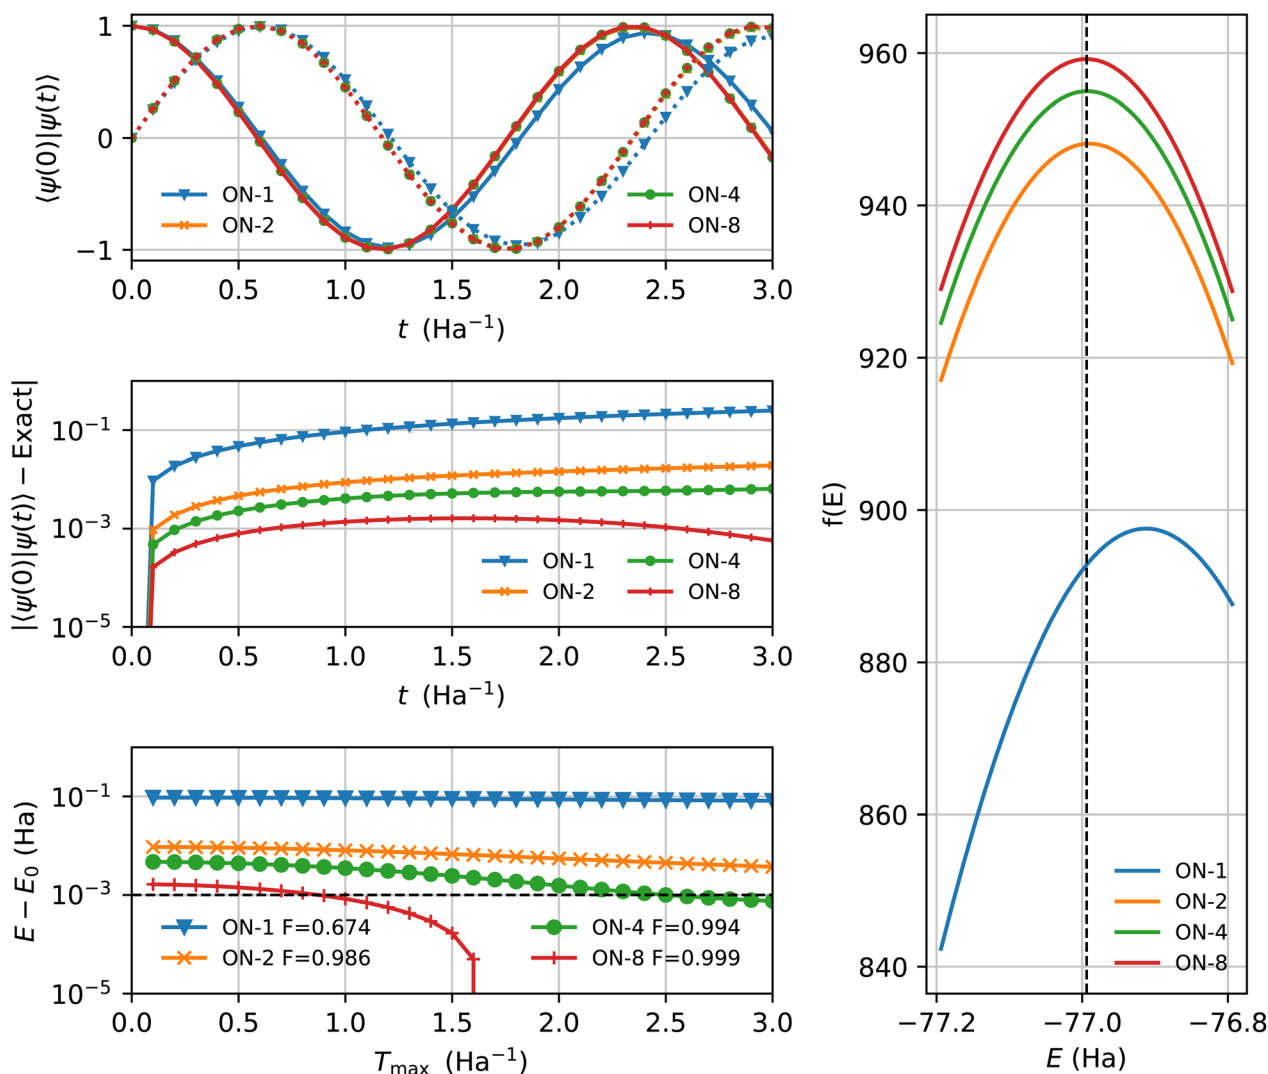 ⟨ψ(0)|ψ(t)⟩
1
0
−1
ON-1
ON-2
ON-4
ON-8
0.0 0.5 1.0 1.5 2.0 2.5 3.0
t (Ha⁻¹)
|⟨ψ(0)|ψ(t)⟩ − Exact|
10⁻¹
10⁻³
10⁻⁵
ON-1
ON-2
ON-4
ON-8
0.0 0.5 1.0 1.5 2.0 2.5 3.0
t (Ha⁻¹)
E − E₀ (Ha)
10⁻¹
10⁻³
10⁻⁵
ON-1 F=0.674
ON-2 F=0.986
ON-4 F=0.994
ON-8 F=0.999
0.0 0.5 1.0 1.5 2.0 2.5 3.0
Tmax (Ha⁻¹)
f(E)
960
940
920
900
880
860
840
ON-1
ON-2
ON-4
ON-8
−77.2 −77.0 −76.8
E (Ha)